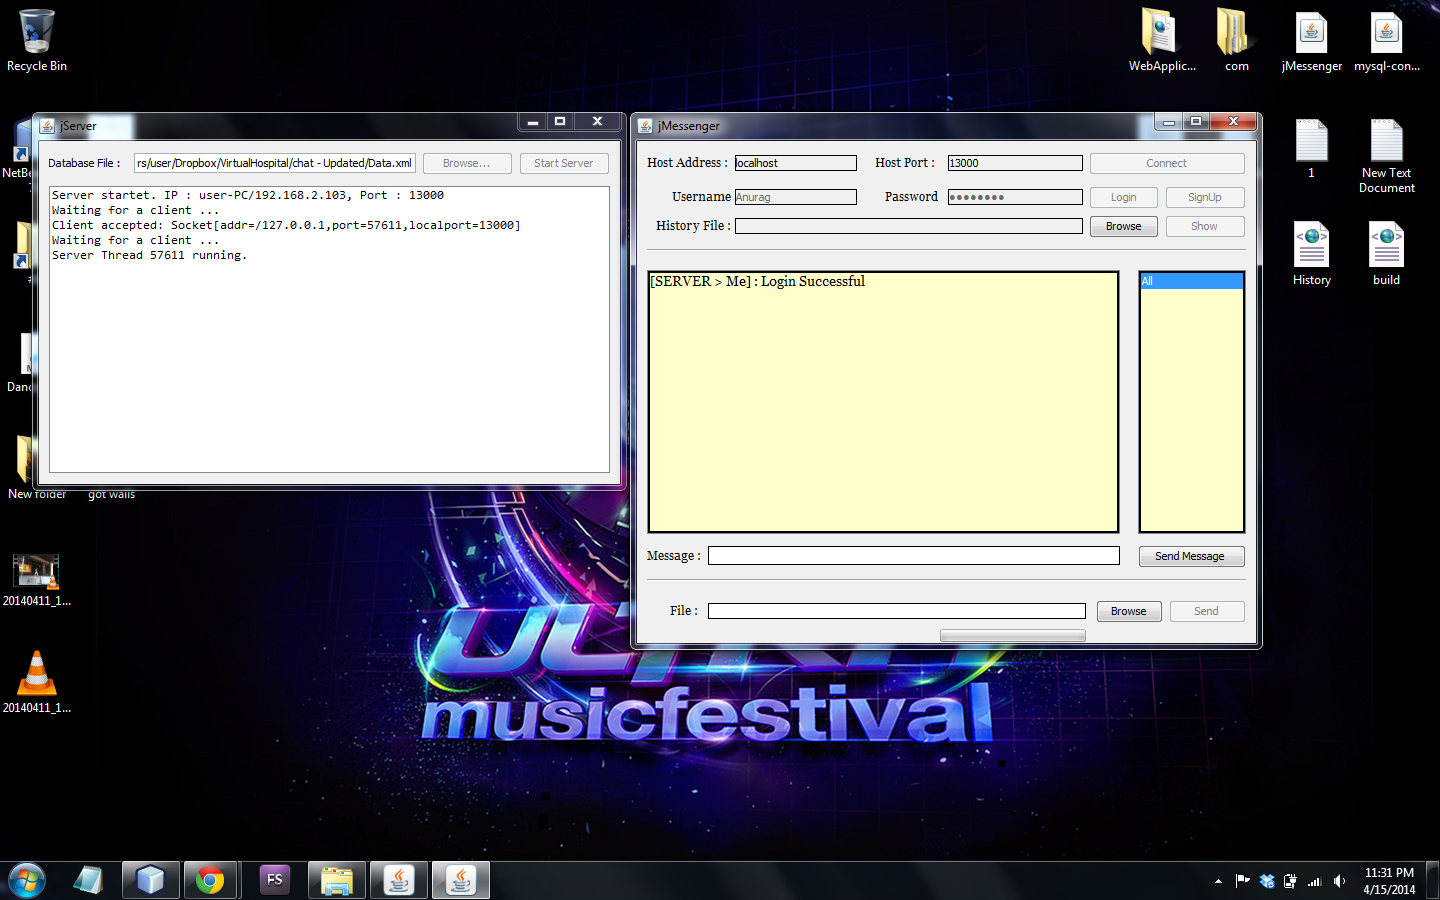 Recycle Bin
WebApplic...
com
jMessenger
mysql-con...
jServer
Database File :
rs/user/Dropbox/VirtualHospital/chat - Updated/Data.xml
Browse...
Start Server
Server startet. IP : user-PC/192.168.2.103, Port : 13000
Waiting for a client ...
Client accepted: Socket[addr=/127.0.0.1,port=57611,localport=13000]
Waiting for a client ...
Server Thread 57611 running.
jMessenger
Host Address :
localhost
Host Port :
13000
Connect
Username
Anurag
Password
••••••••
Login
SignUp
History File :
Browse
Show
[SERVER > Me] : Login Successful
All
Message :
Send Message
File :
Browse
Send
1
New Text
Document
History
build
NetBe
Danc
New folder
got walls
20140411_1...
20140411_1...
musicfestival
FS
11:31 PM
4/15/2014